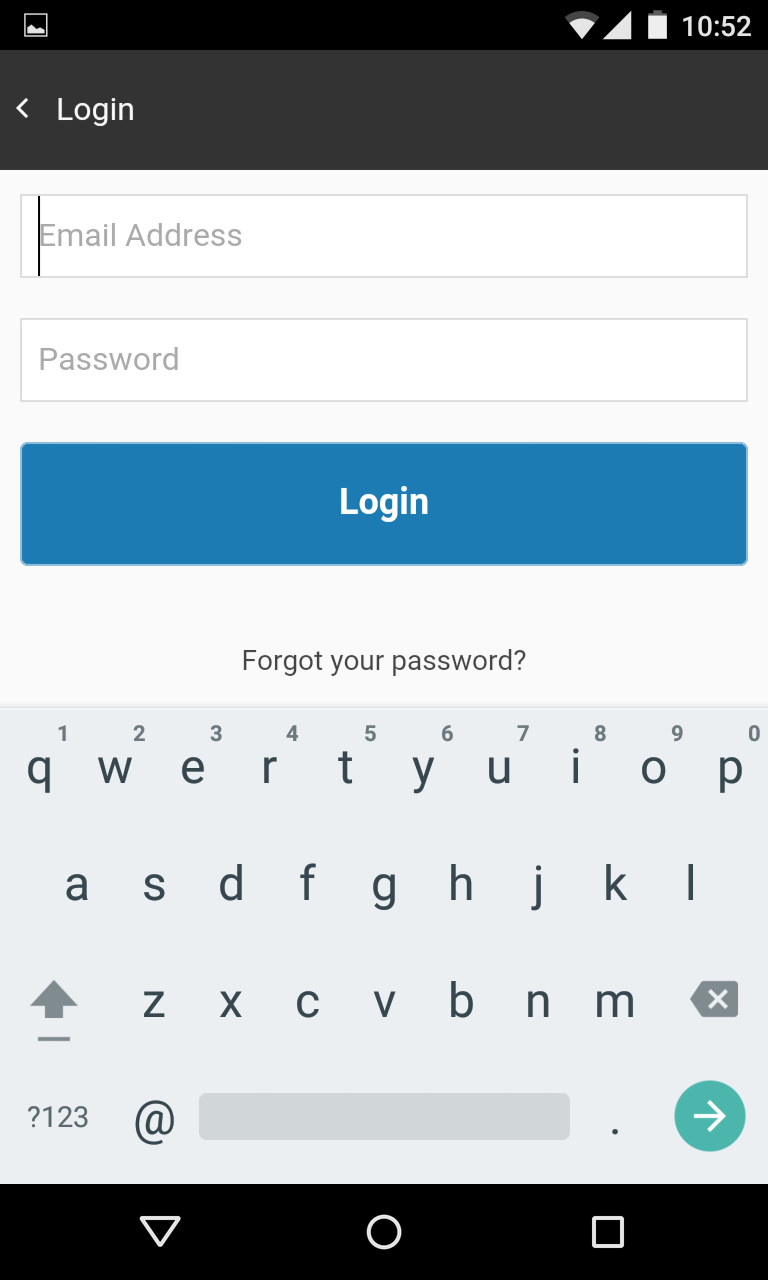 10:52
Login
Email Address
Password
Login
Forgot your password?
1 2 3 4 5 6 7 8 9 0
q w e r t y u i o p
a s d f g h j k l
z x c v b n m
?123 @ .